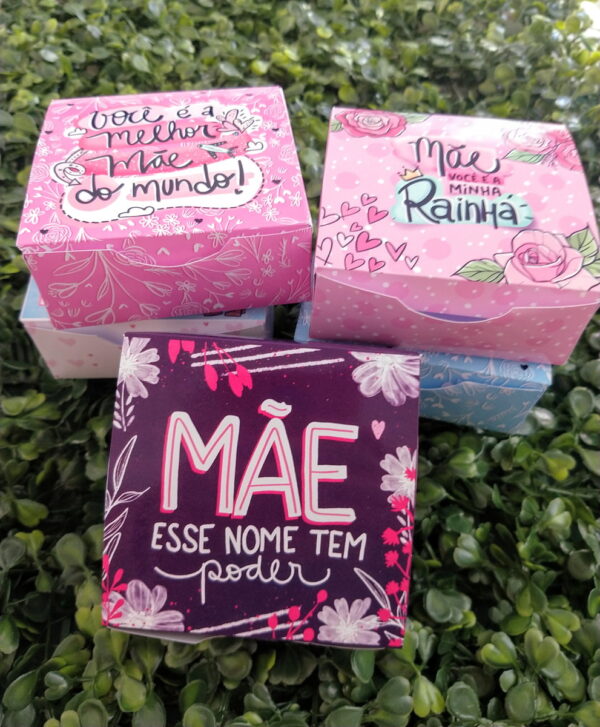 Você é a
melhor
mãe
do mundo!
Mãe
VOCÊ É A
MINHA
Rainha
MÃE
ESSE NOME TEM
poder